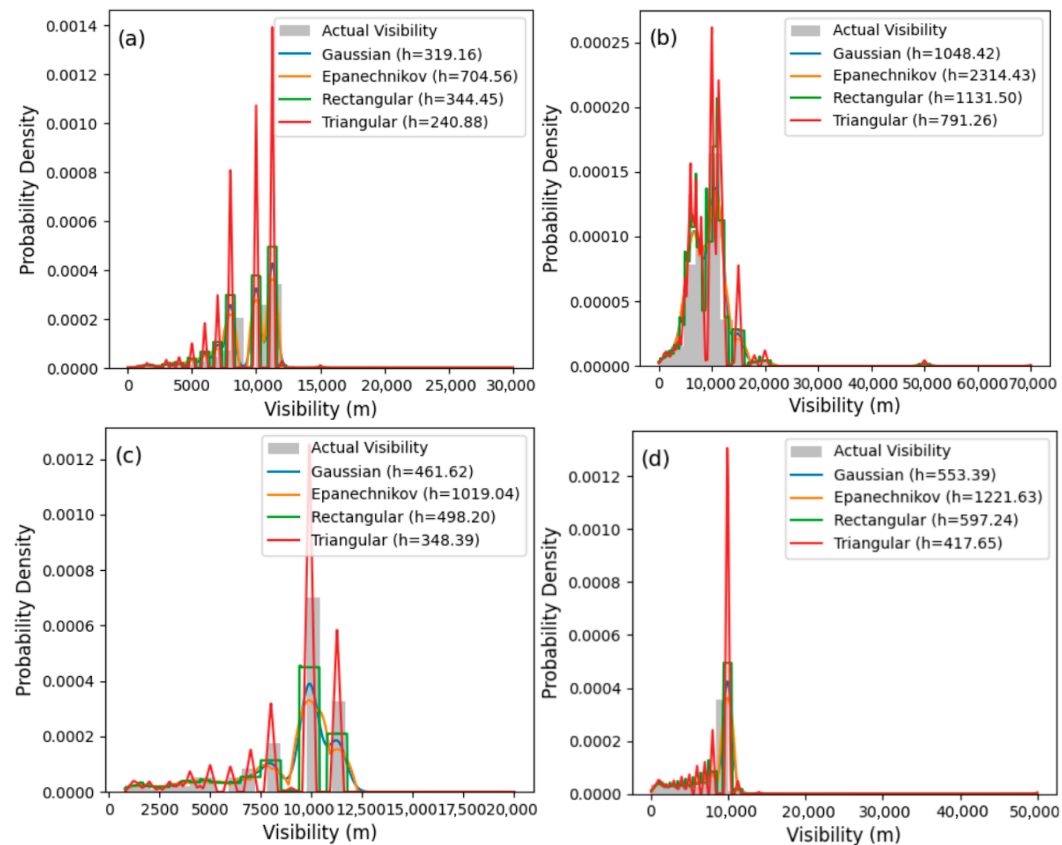 (a)
Actual Visibility
Gaussian (h=319.16)
Epanechnikov (h=704.56)
Rectangular (h=344.45)
Triangular (h=240.88)
0.0014
0.0012
0.0010
0.0008
0.0006
0.0004
0.0002
0.0000
Probability Density
0 5000 10,000 15,000 20,000 25,000 30,000
Visibility (m)
(b)
Actual Visibility
Gaussian (h=1048.42)
Epanechnikov (h=2314.43)
Rectangular (h=1131.50)
Triangular (h=791.26)
0.00025
0.00020
0.00015
0.00010
0.00005
0.00000
Probability Density
0 10,000 20,000 30,000 40,000 50,000 60,000 70,000
Visibility (m)
(c)
Actual Visibility
Gaussian (h=461.62)
Epanechnikov (h=1019.04)
Rectangular (h=498.20)
Triangular (h=348.39)
0.0012
0.0010
0.0008
0.0006
0.0004
0.0002
0.0000
Probability Density
0 25000 5000 75000 10,000 12,500 15,000 17,500 20,000
Visibility (m)
(d)
Actual Visibility
Gaussian (h=553.39)
Epanechnikov (h=1221.63)
Rectangular (h=597.24)
Triangular (h=417.65)
0.0012
0.0010
0.0008
0.0006
0.0004
0.0002
0.0000
Probability Density
0 10,000 20,000 30,000 40,000 50,000
Visibility (m)